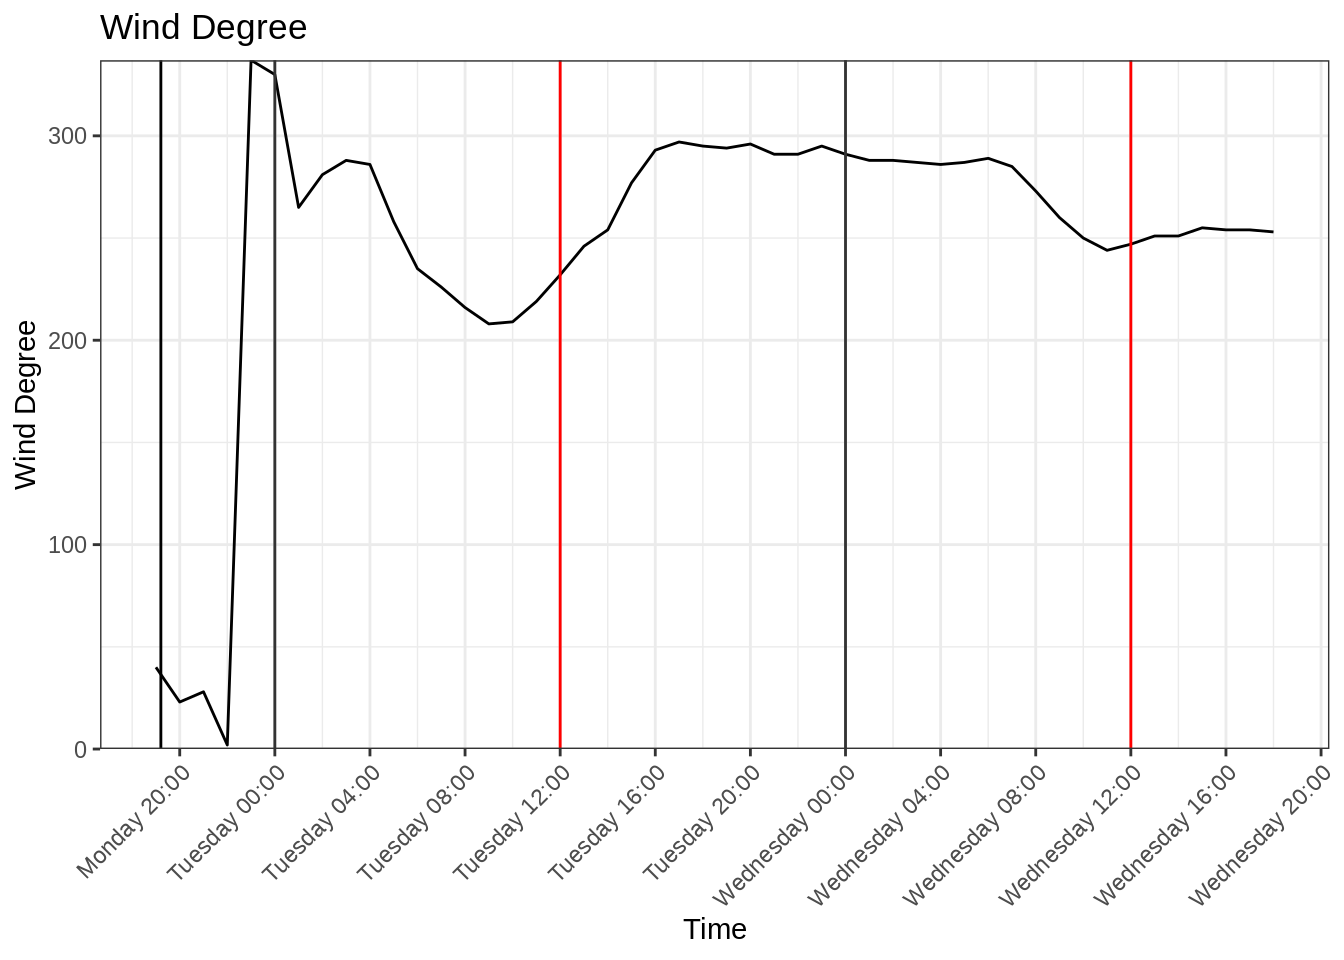 Wind Degree
Wind Degree
300
200
100
0
Monday 20:00
Tuesday 00:00
Tuesday 04:00
Tuesday 08:00
Tuesday 12:00
Tuesday 16:00
Tuesday 20:00
Wednesday 00:00
Wednesday 04:00
Wednesday 08:00
Wednesday 12:00
Wednesday 16:00
Wednesday 20:00
Time